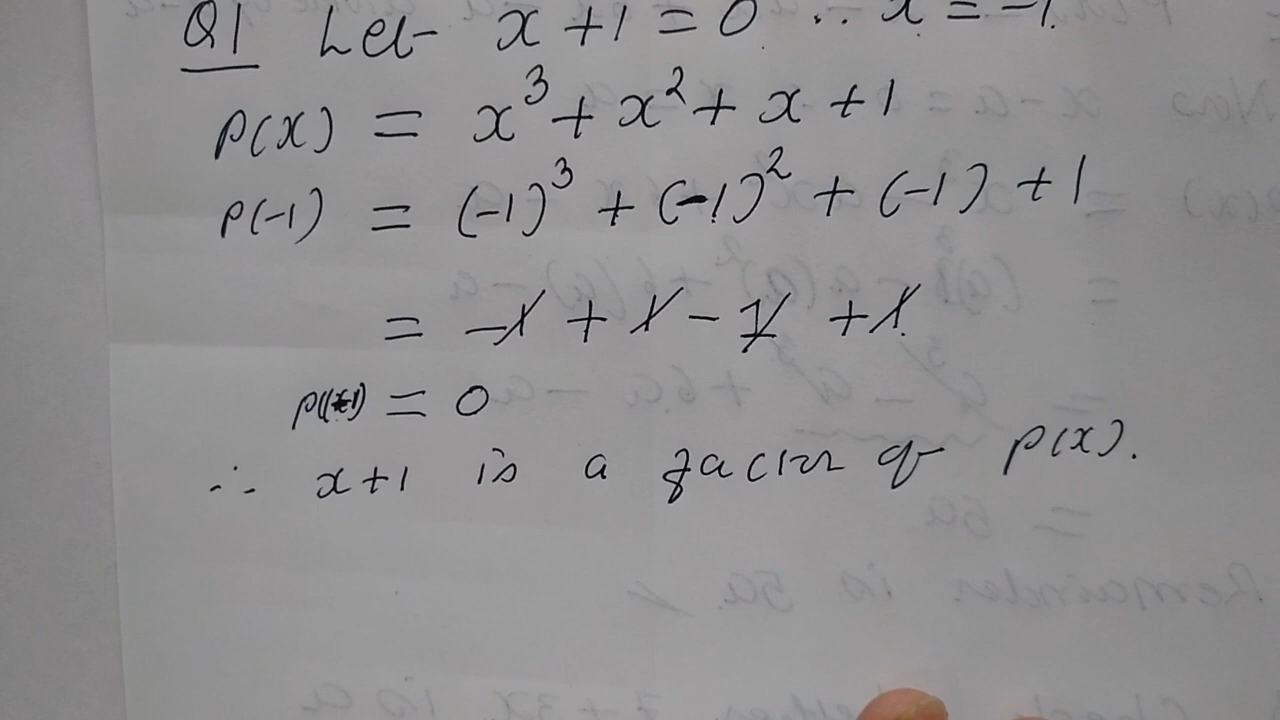 Q1 Let x + 1 = 0 ∴ x = -1
P(x) = x³ + x² + x + 1
P(-1) = (-1)³ + (-1)² + (-1) + 1
= -1 + 1 - 1 + 1
P(-1) = 0
∴ x+1 is a factor of P(x).